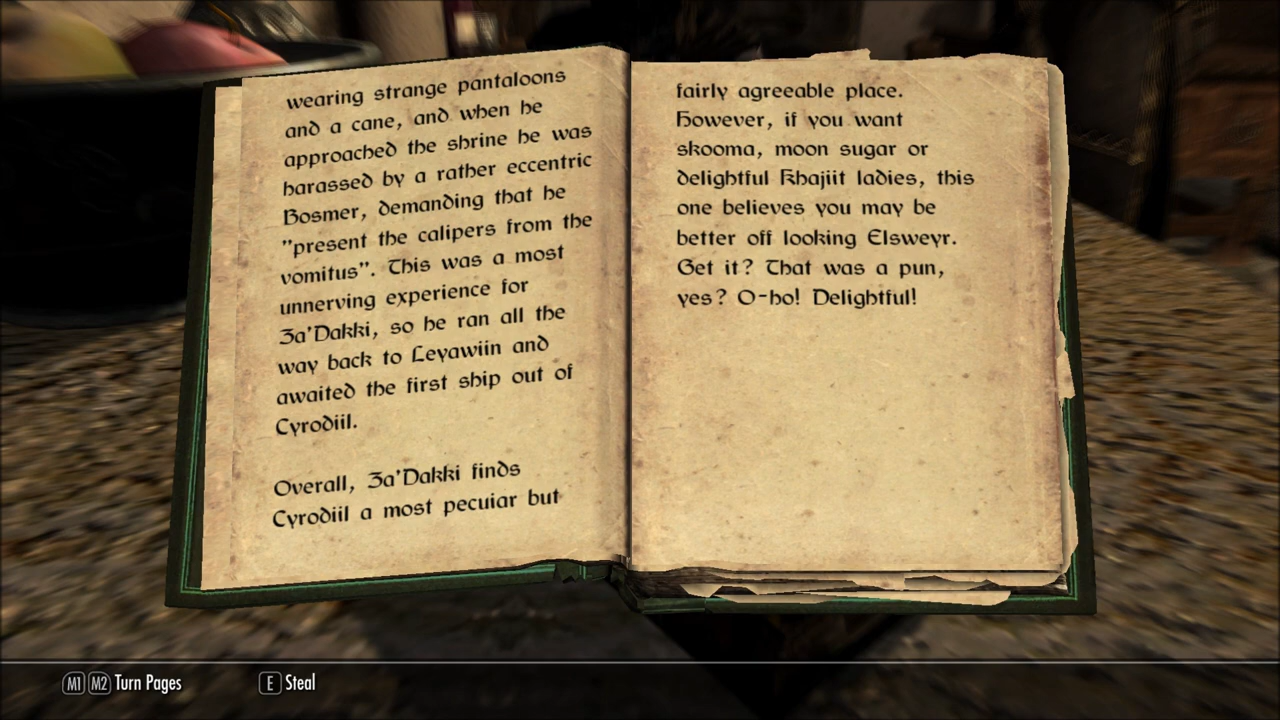 wearing strange pantaloons
and a cane, and when he
approached the shrine he was
harassed by a rather eccentric
Bosmer, demanding that he
"present the calipers from the
vomitus". This was a most
unnerving experience for
Za'Dakki, so he ran all the
way back to Leyawiin and
awaited the first ship out of
Cyrodiil.
Overall, Za'Dakki finds
Cyrodiil a most pecuiar but
fairly agreeable place.
However, if you want
skooma, moon sugar or
delightful Khajiit ladies, this
one believes you may be
better off looking Elsweyr.
Get it? That was a pun,
yes? O-ho! Delightful!
M1 M2 Turn Pages
E Steal